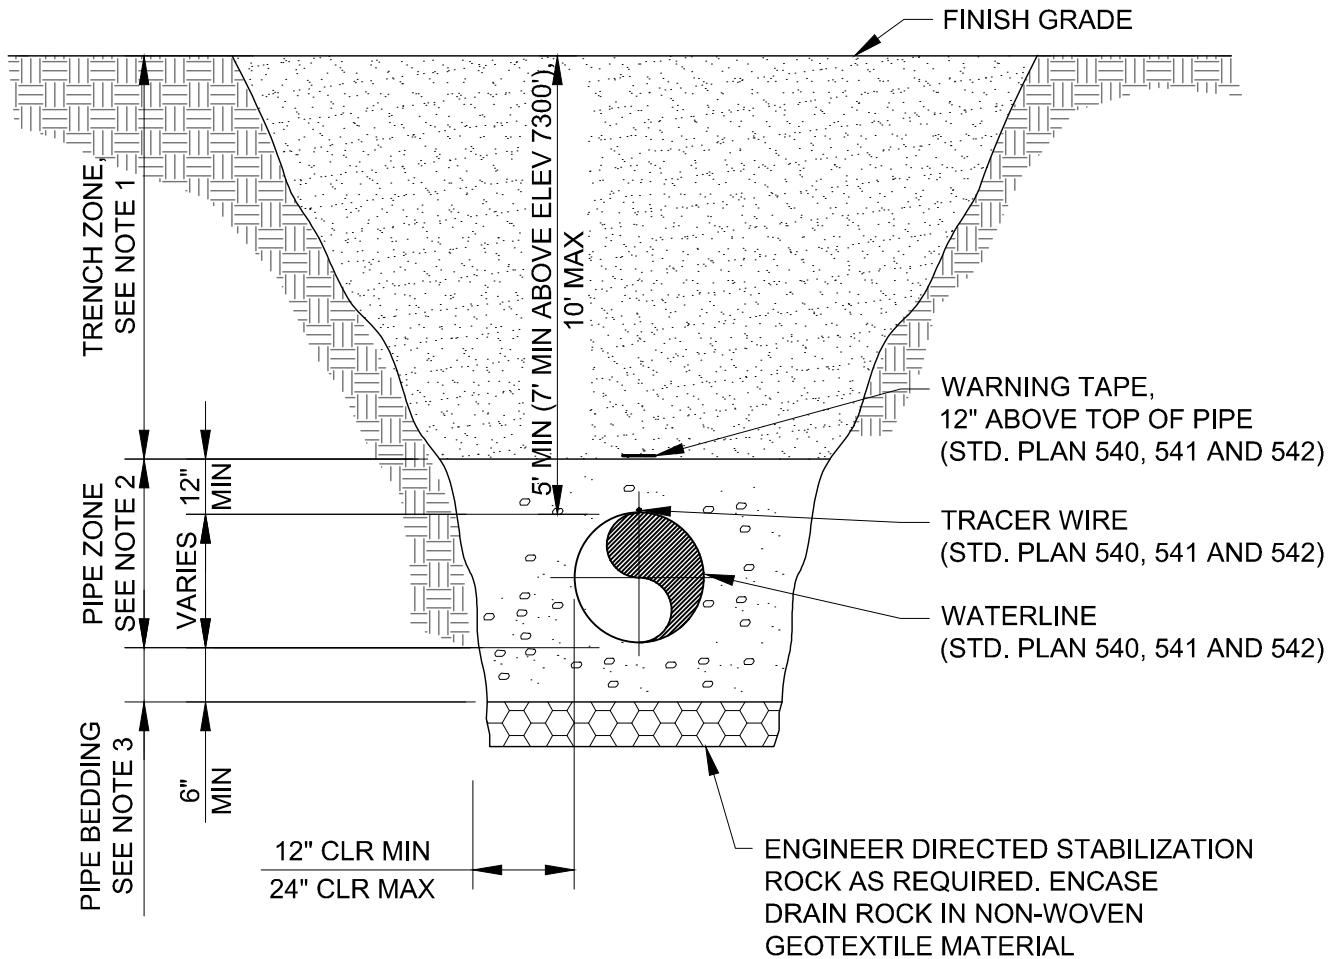 FINISH GRADE
TRENCH ZONE,
SEE NOTE 1
5' MIN (7' MIN ABOVE ELEV 7300'),
10' MAX
WARNING TAPE,
12" ABOVE TOP OF PIPE
(STD. PLAN 540, 541 AND 542)
PIPE ZONE
SEE NOTE 2
12"
MIN
VARIES
TRACER WIRE
(STD. PLAN 540, 541 AND 542)
WATERLINE
(STD. PLAN 540, 541 AND 542)
PIPE BEDDING
SEE NOTE 3
6"
MIN
12" CLR MIN
24" CLR MAX
ENGINEER DIRECTED STABILIZATION
ROCK AS REQUIRED. ENCASE
DRAIN ROCK IN NON-WOVEN
GEOTEXTILE MATERIAL